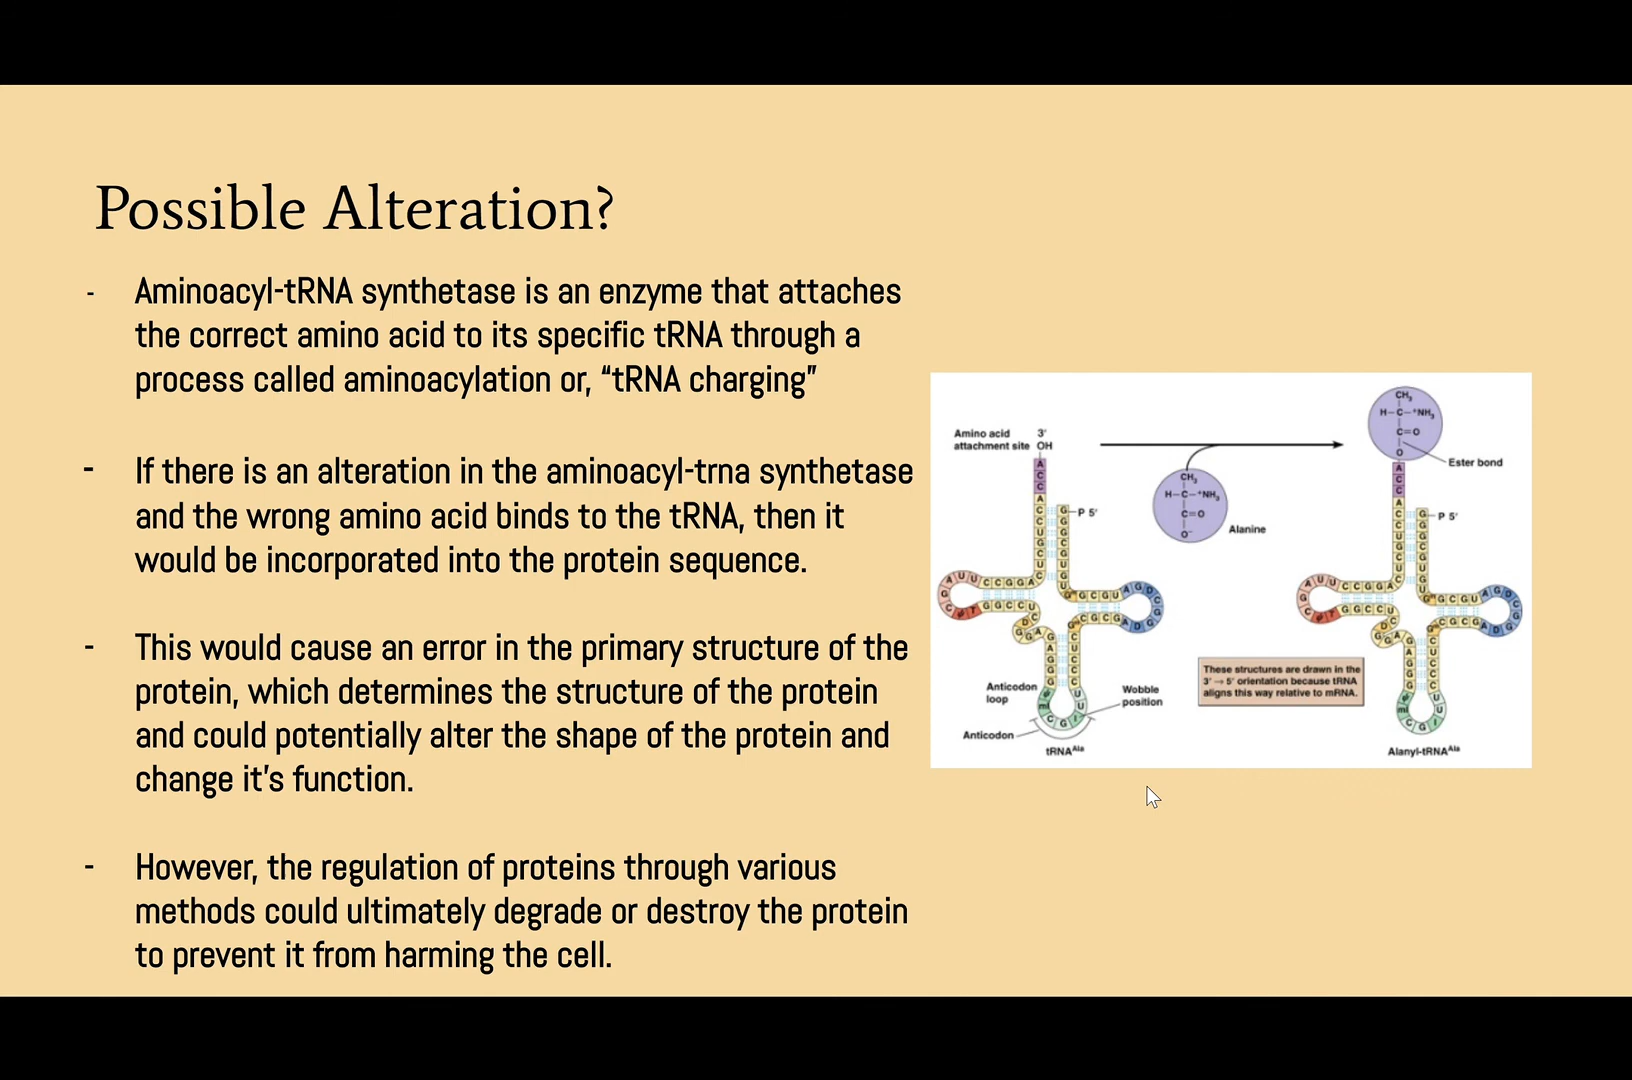 Possible Alteration?
- Aminoacyl-tRNA synthetase is an enzyme that attaches
the correct amino acid to its specific tRNA through a
process called aminoacylation or, “tRNA charging”
- If there is an alteration in the aminoacyl-trna synthetase
and the wrong amino acid binds to the tRNA, then it
would be incorporated into the protein sequence.
- This would cause an error in the primary structure of the
protein, which determines the structure of the protein
and could potentially alter the shape of the protein and
change it's function.
- However, the regulation of proteins through various
methods could ultimately degrade or destroy the protein
to prevent it from harming the cell.
Amino acid
attachment site
3'
OH
P 5'
CH₃
H–C–⁺NH₃
C=O
O⁻
Alanine
CH₃
H–C–⁺NH₃
C=O
O
Ester bond
P 5'
Anticodon
loop
Wobble
position
Anticodon
tRNAᴬˡᵃ
These structures are drawn in the
3' → 5' orientation because tRNA
aligns this way relative to mRNA.
Alanyl-tRNAᴬˡᵃ